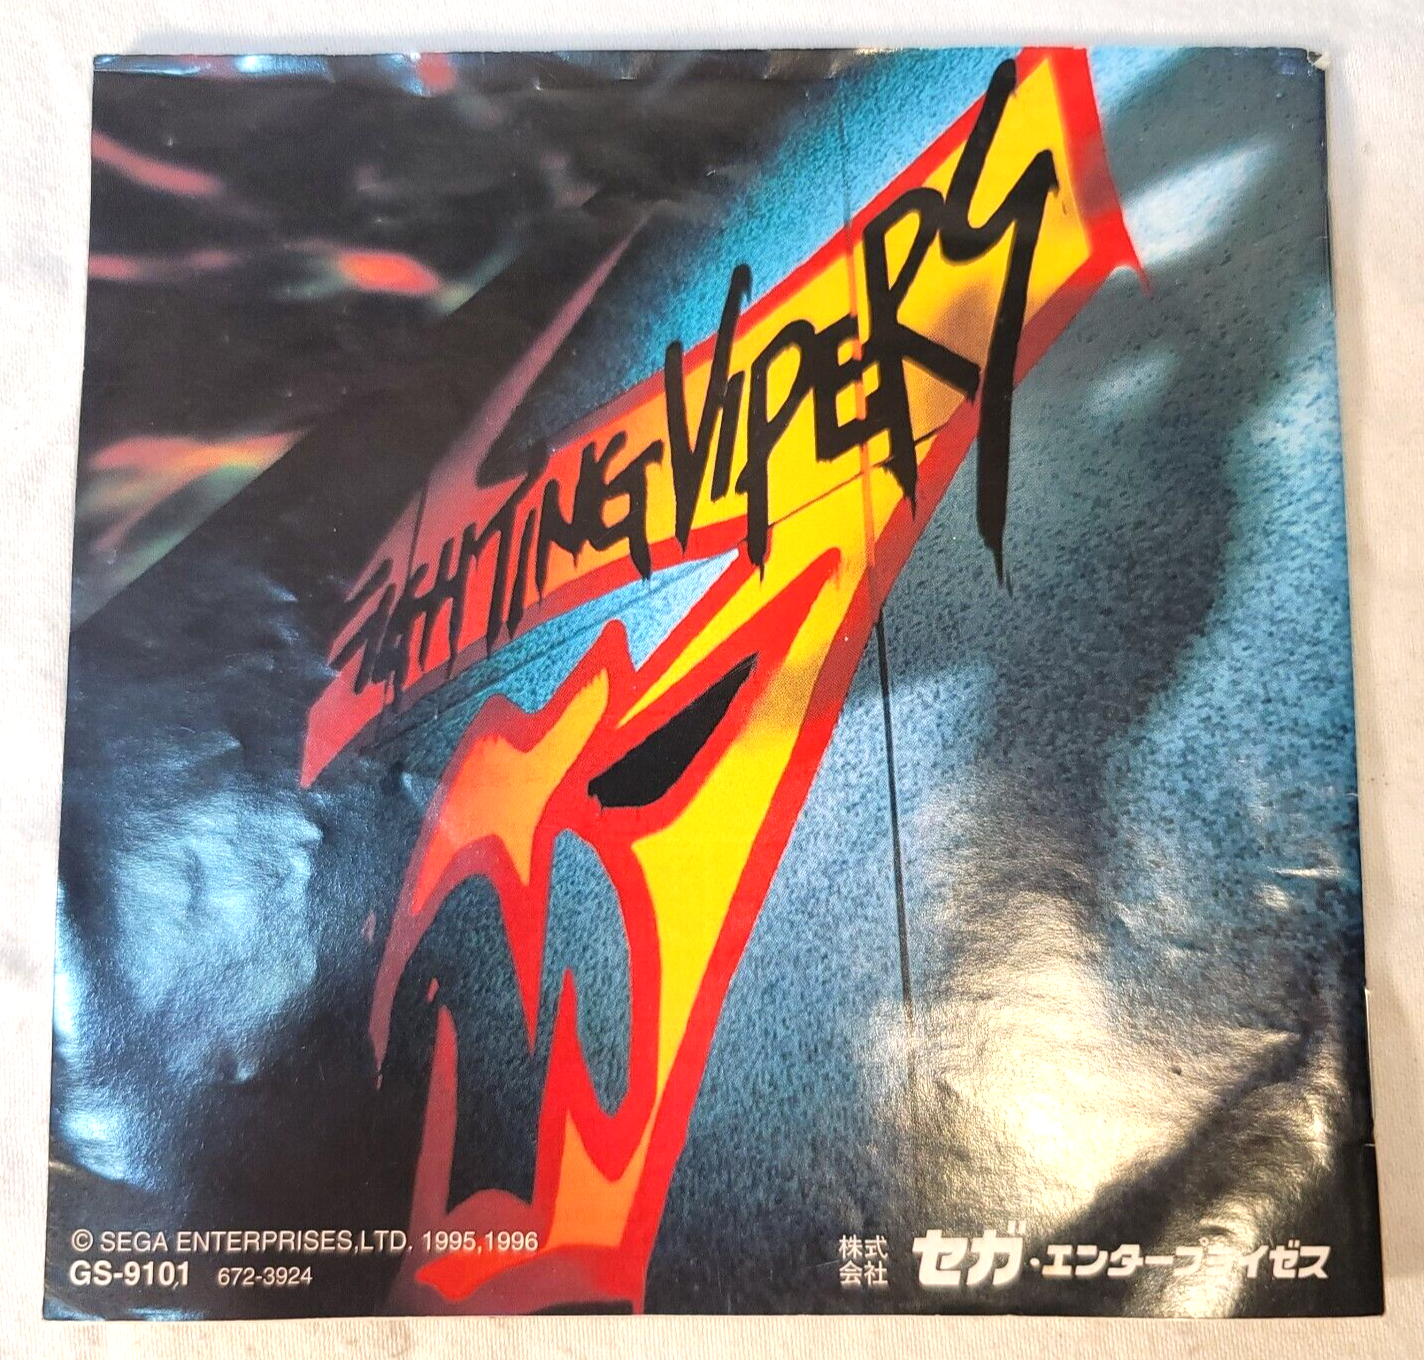 FIGHTING VIPERS
© SEGA ENTERPRISES,LTD. 1995,1996
GS-9101 672-3924
株式
会社 セガ・エンタープライゼス